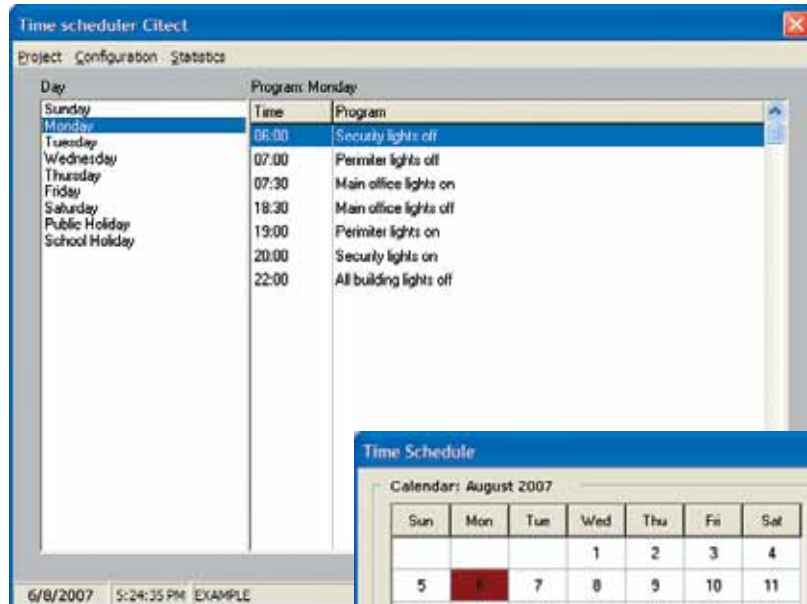 Time scheduler Citect
Project Configuration Statistics
Day
Sunday
Monday
Tuesday
Wednesday
Thursday
Friday
Saturday
Public Holiday
School Holiday
Program: Monday
Time Program
06:00 Security lights off
07:00 Perimiter lights off
07:30 Main office lights on
18:30 Main office lights off
19:00 Perimiter lights on
20:00 Security lights on
22:00 All building lights off
Time Schedule
Calendar: August 2007
Sun Mon Tue Wed Thu Fri Sat
1 2 3 4
5 6 7 8 9 10 11
6/8/2007 5:24:35 PM EXAMPLE